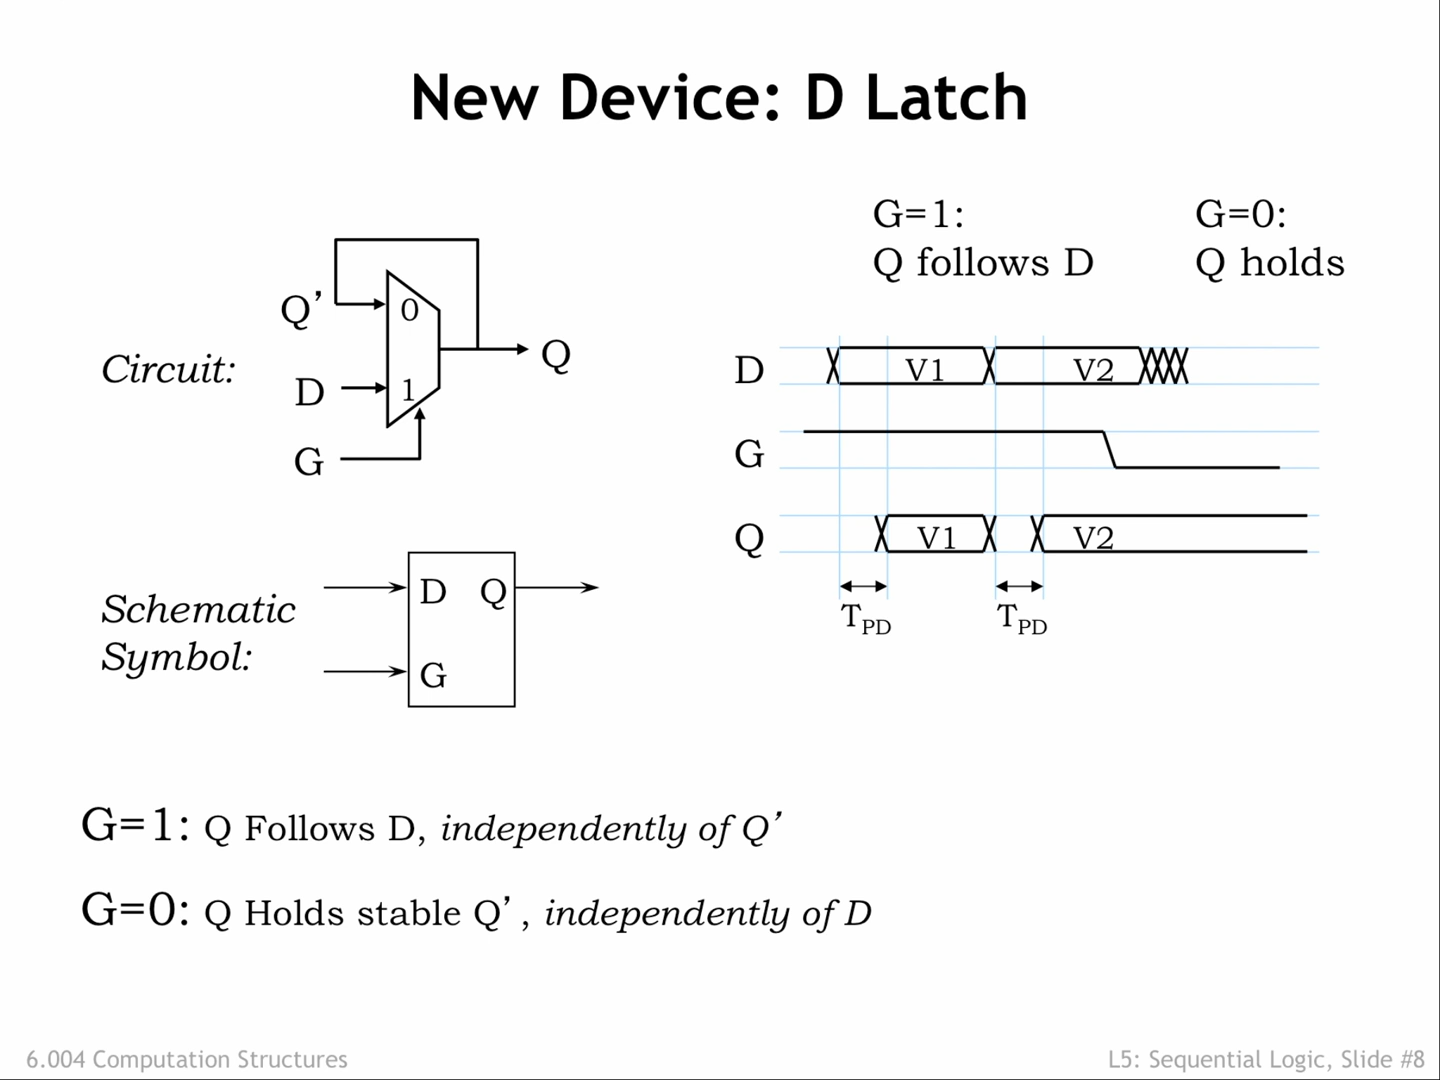 New Device: D Latch
Circuit:
Q’
0
D
1
G
Q
Schematic
Symbol:
D Q
G
G=1:
Q follows D
G=0:
Q holds
D V1 V2
G
Q V1 V2
TPD TPD
G=1: Q Follows D, independently of Q’
G=0: Q Holds stable Q’, independently of D
6.004 Computation Structures
L5: Sequential Logic, Slide #8